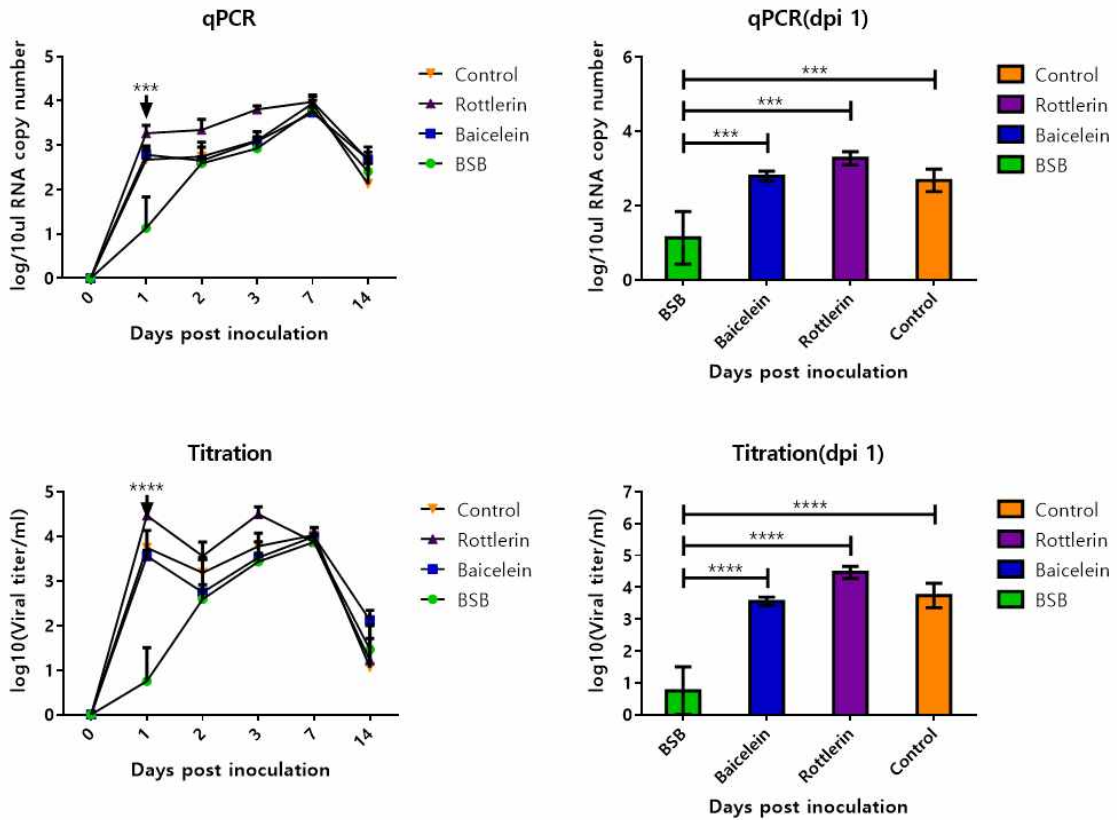 qPCR
log/10ul RNA copy number
5
4
3
2
1
0
***
0
1
2
3
7
14
Days post inoculation
Control
Rottlerin
Baicelein
BSB
qPCR(dpi 1)
log/10ul RNA copy number
6
4
2
0
***
***
***
BSB
Baicelein
Rottlerin
Control
Days post inoculation
Control
Rottlerin
Baicelein
BSB
Titration
log10(Viral titer/ml)
5
4
3
2
1
0
****
0
1
2
3
7
14
Days post inoculation
Control
Rottlerin
Baicelein
BSB
Titration(dpi 1)
log10(Viral titer/ml)
7
6
5
4
3
2
1
0
****
****
****
BSB
Baicelein
Rottlerin
Control
Days post inoculation
Control
Rottlerin
Baicelein
BSB